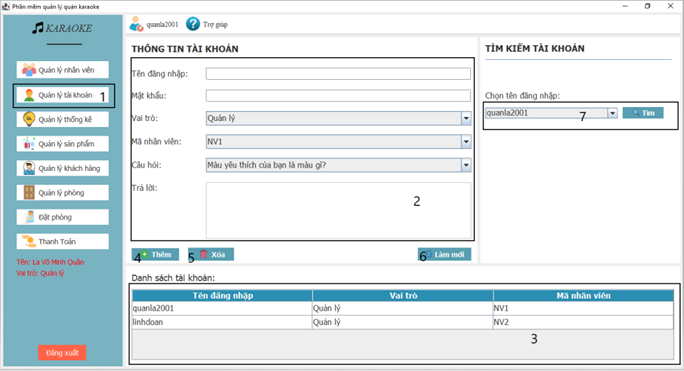 Phần mềm quản lý quán karaoke
KARAOKE
quanla2001
Trợ giúp
Quản lý nhân viên
Quản lý tài khoản 1
Quản lý thống kê
Quản lý sản phẩm
Quản lý khách hàng
Quản lý phòng
Đặt phòng
Thanh Toán
Tên: La Võ Minh Quân
Vai trò: Quản lý
Đăng xuất
THÔNG TIN TÀI KHOẢN
Tên đăng nhập:
Mật khẩu:
Vai trò: Quản lý
Mã nhân viên: NV1
Câu hỏi: Màu yêu thích của bạn là màu gì?
Trả lời:
2
4 Thêm
5 Xóa
6 Làm mới
TÌM KIẾM TÀI KHOẢN
Chọn tên đăng nhập:
quanla2001 7 Tìm
Danh sách tài khoản:
Tên đăng nhập Vai trò Mã nhân viên
quanla2001 Quản lý NV1
linhdoan Quản lý NV2
3